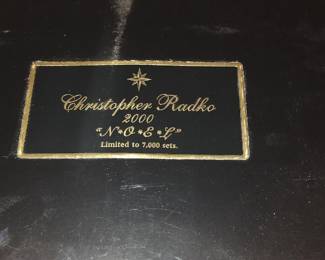 Christopher Radko
2000
"N•O•E•L"
Limited to 7,000 sets.